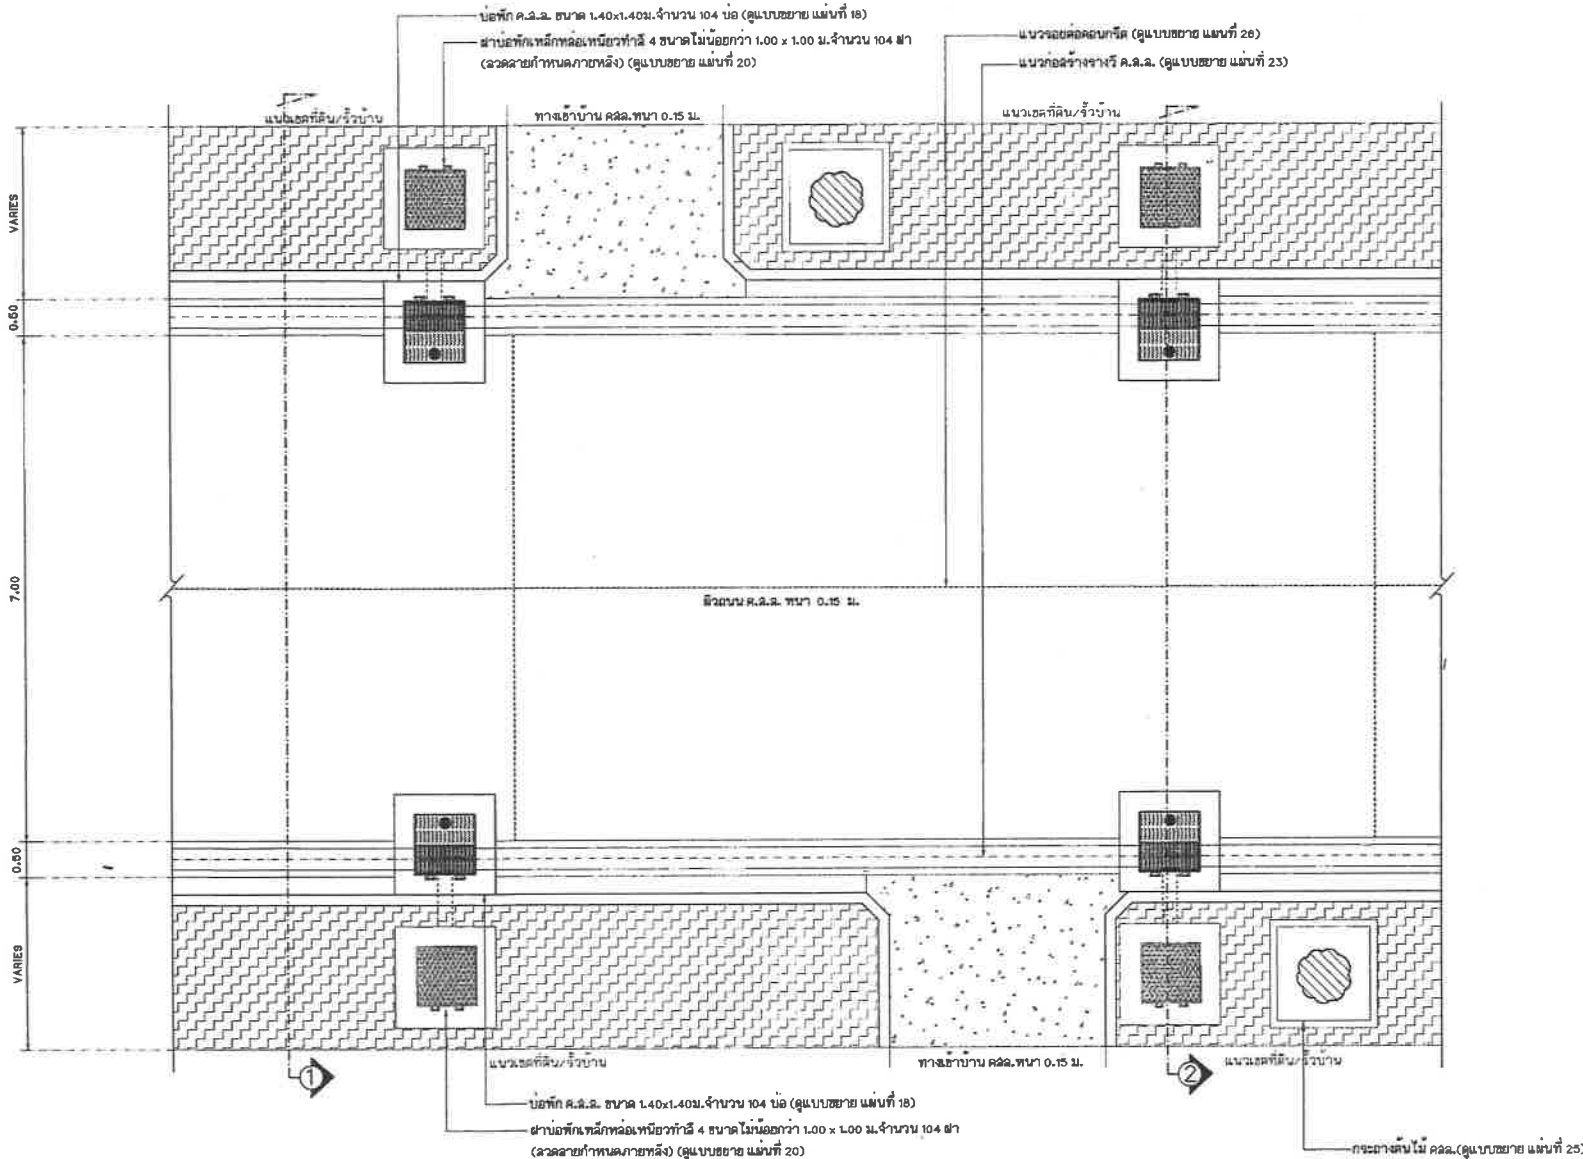 บ่อพัก ค.ส.ล. ขนาด 1.40x1.40ม.จำนวน 104 บ่อ (ดูแบบขยาย แผ่นที่ 18)
ฝาบ่อพักเหล็กหล่อเหนียวทำสี 4 ขนาดไม่น้อยกว่า 1.00 x 1.00 ม.จำนวน 104 ฝา
(ลวดลายกำหนดภายหลัง) (ดูแบบขยาย แผ่นที่ 20)
แนวรอยต่อคอนกรีต (ดูแบบขยาย แผ่นที่ 26)
แนวก่อสร้างรางวี ค.ส.ล. (ดูแบบขยาย แผ่นที่ 23)
แนวเขตที่ดิน/รั้วบ้าน
ทางเข้าบ้าน คสล.หนา 0.15 ม.
แนวเขตที่ดิน/รั้วบ้าน
VARIES
0.60
7.00
ผิวถนน ค.ส.ล. หนา 0.15 ม.
0.60
VARIES
แนวเขตที่ดิน/รั้วบ้าน
ทางเข้าบ้าน คสล.หนา 0.15 ม.
แนวเขตที่ดิน/รั้วบ้าน
1
2
บ่อพัก ค.ส.ล. ขนาด 1.40x1.40ม.จำนวน 104 บ่อ (ดูแบบขยาย แผ่นที่ 18)
ฝาบ่อพักเหล็กหล่อเหนียวทำสี 4 ขนาดไม่น้อยกว่า 1.00 x 1.00 ม.จำนวน 104 ฝา
(ลวดลายกำหนดภายหลัง) (ดูแบบขยาย แผ่นที่ 20)
กระถางต้นไม้ คสล.(ดูแบบขยาย แผ่นที่ 25)